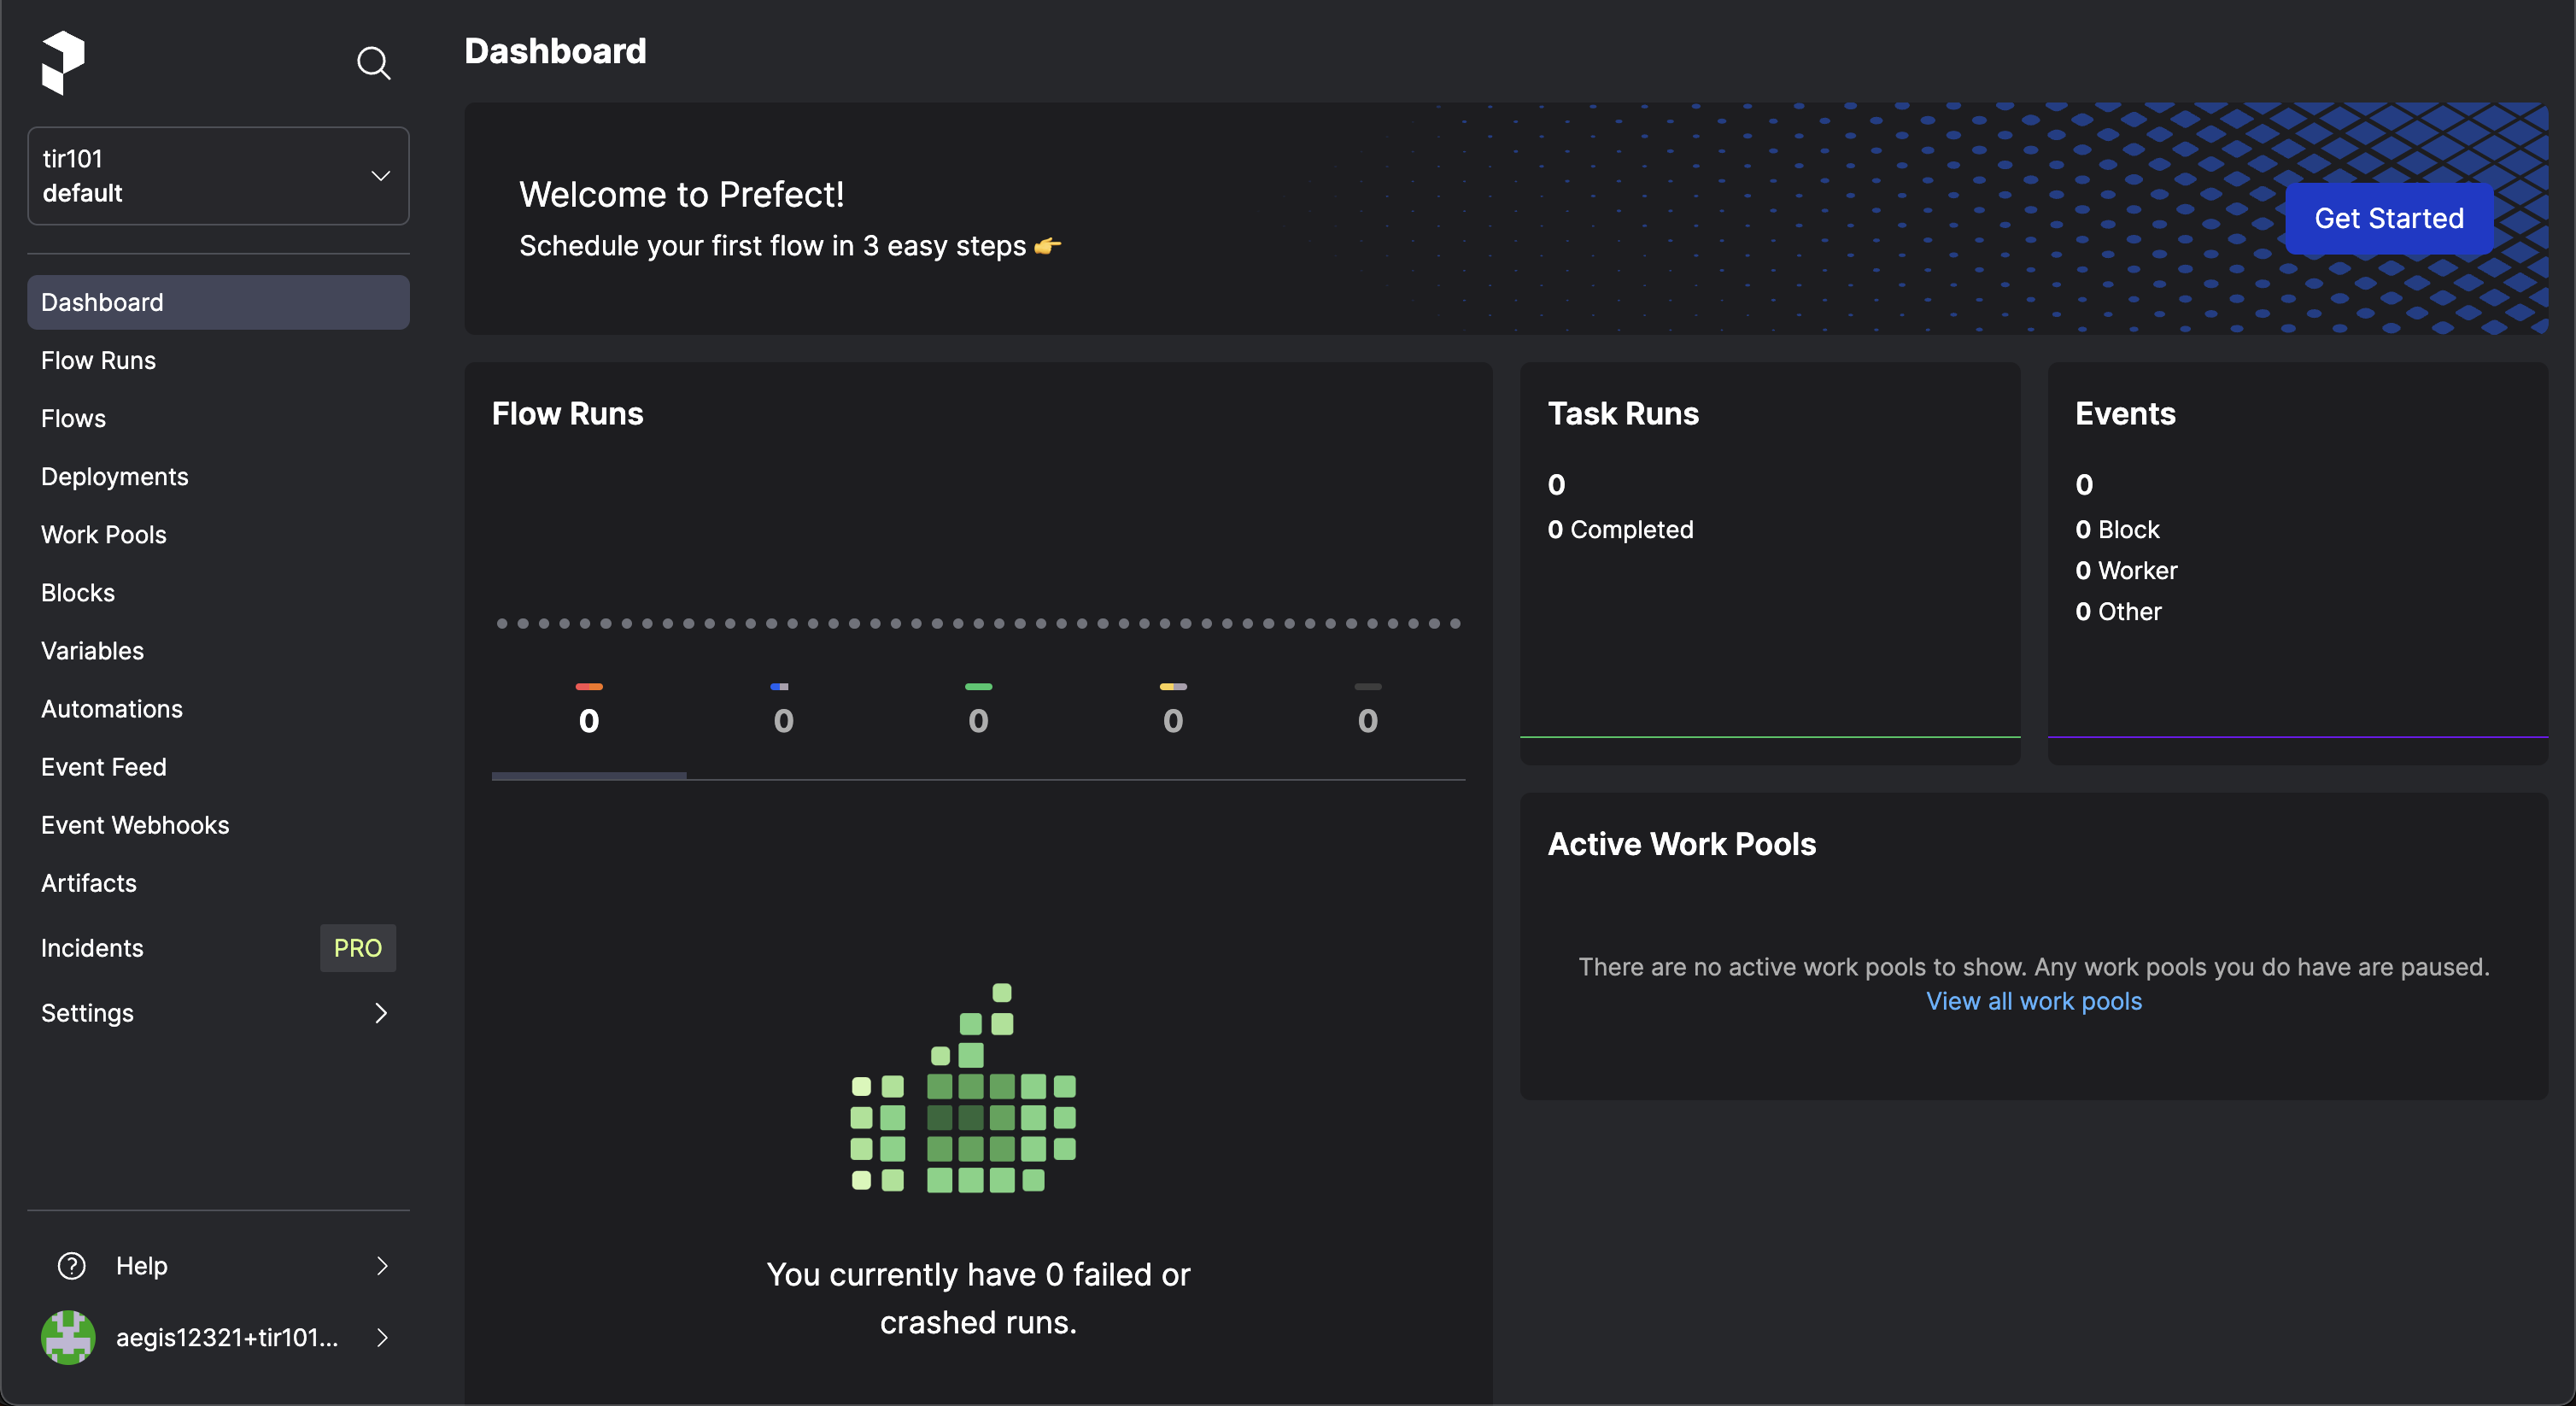 tir101
default
Dashboard
Flow Runs
Flows
Deployments
Work Pools
Blocks
Variables
Automations
Event Feed
Event Webhooks
Artifacts
Incidents PRO
Settings
Help
aegis12321+tir101...
Dashboard
Welcome to Prefect!
Schedule your first flow in 3 easy steps 👉
Get Started
Flow Runs
0 0 0 0 0
You currently have 0 failed or
crashed runs.
Task Runs
0
0 Completed
Events
0
0 Block
0 Worker
0 Other
Active Work Pools
There are no active work pools to show. Any work pools you do have are paused.
View all work pools